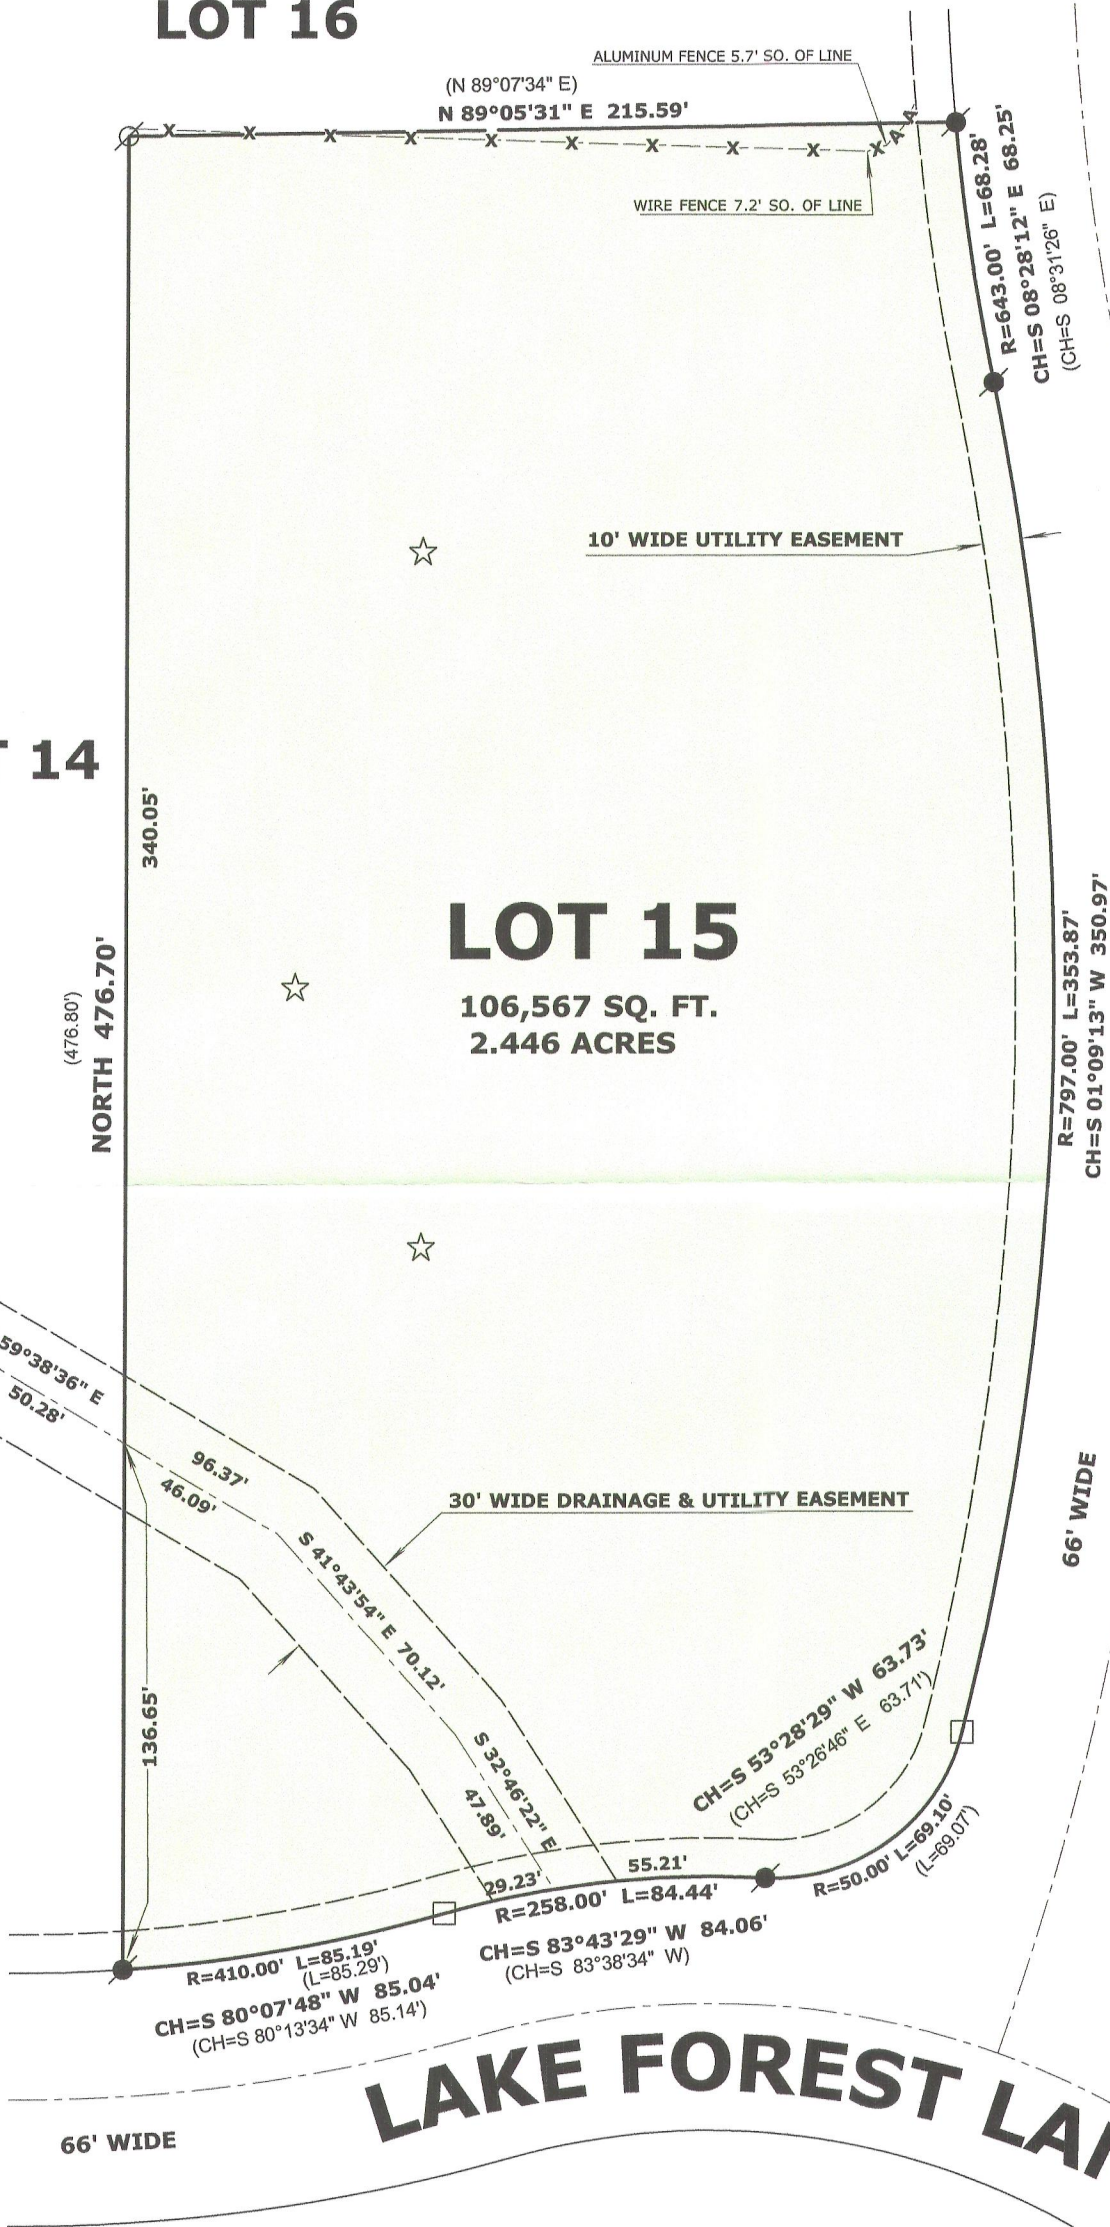 LOT 16
ALUMINUM FENCE 5.7' SO. OF LINE
(N 89°07'34" E)
N 89°05'31" E 215.59'
X X X X X X X X X X A A
WIRE FENCE 7.2' SO. OF LINE
R=643.00' L=68.28'
CH=S 08°28'12" E 68.25'
(CH=S 08°31'26" E)
10' WIDE UTILITY EASEMENT
14
340.05'
NORTH 476.70'
(476.80')
LOT 15
106,567 SQ. FT.
2.446 ACRES
R=797.00' L=353.87'
CH=S 01°09'13" W 350.97'
59°38'36" E
50.28'
96.37'
46.09'
30' WIDE DRAINAGE & UTILITY EASEMENT
S 41°43'54" E 70.12'
66' WIDE
136.65'
S 32°46'22" E
47.89'
CH=S 53°28'29" W 63.73'
(CH=S 53°26'46" E 63.71')
R=50.00' L=69.10'
(L=69.07')
29.23'
55.21'
R=258.00' L=84.44'
CH=S 83°43'29" W 84.06'
(CH=S 83°38'34" W)
R=410.00' L=85.19'
(L=85.29')
CH=S 80°07'48" W 85.04'
(CH=S 80°13'34" W 85.14')
LAKE FOREST LA
66' WIDE